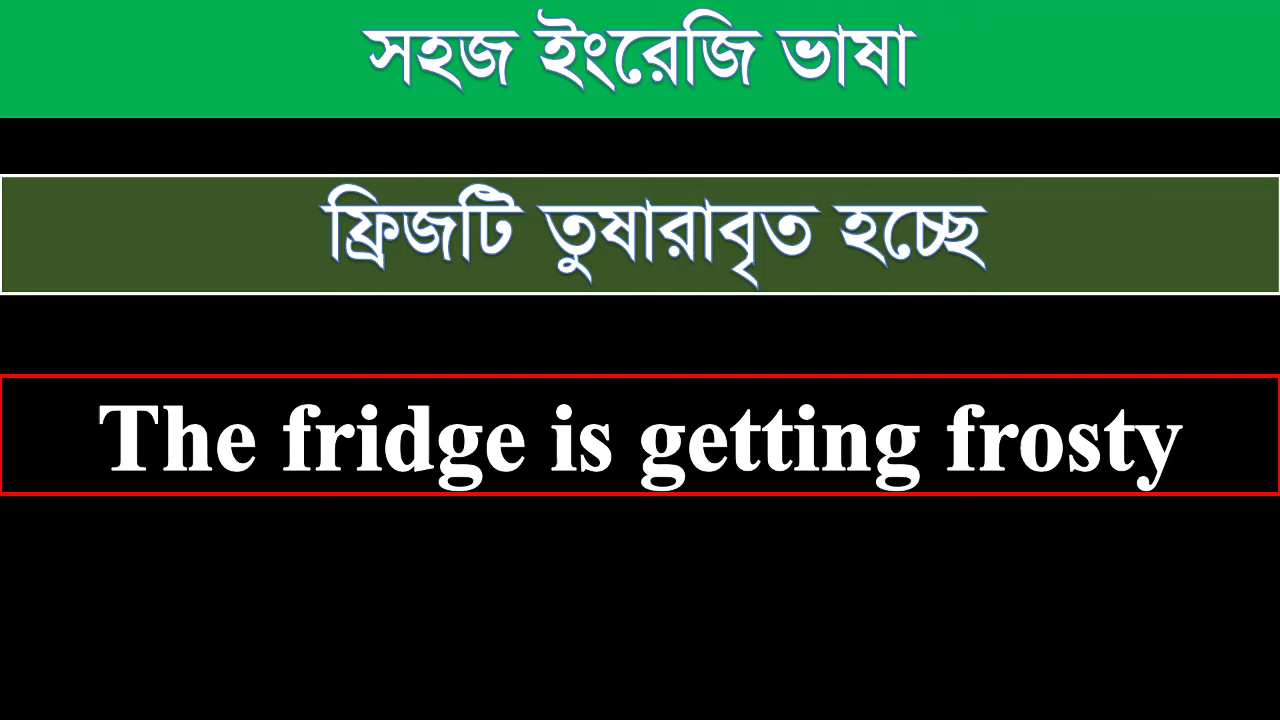 সহজ ইংরেজি ভাষা
ফ্রিজটি তুষারাবৃত হচ্ছে
The fridge is getting frosty